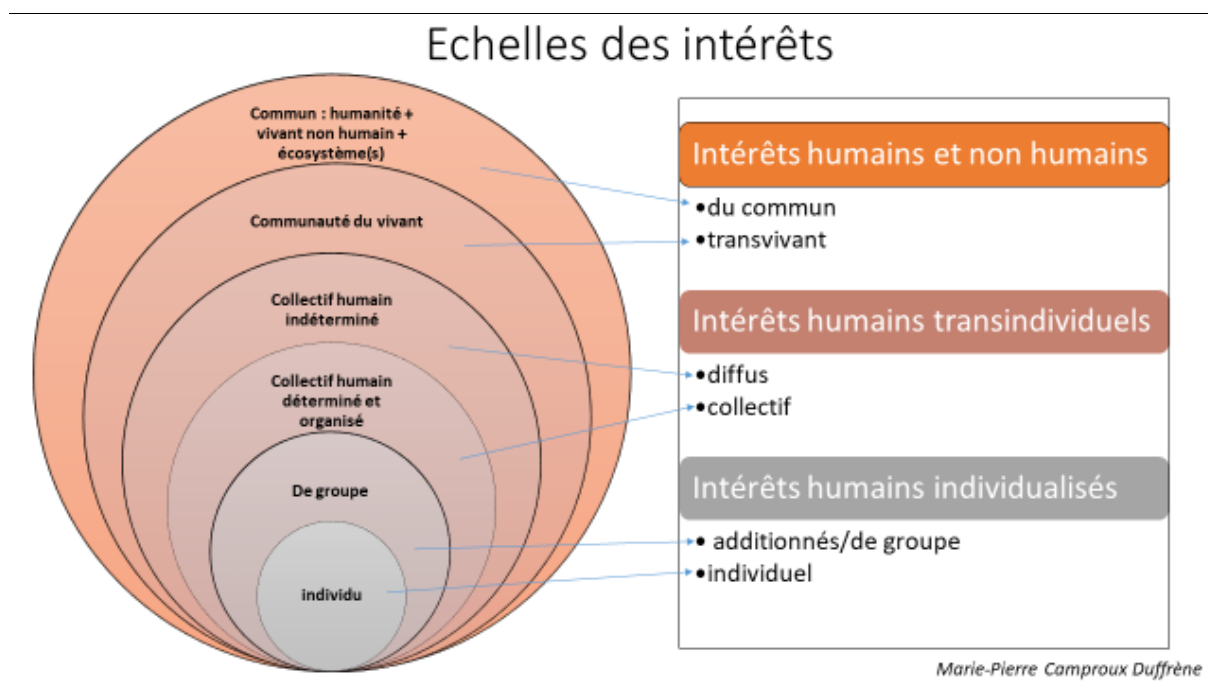 Echelles des intérêts
Commun : humanité +
vivant non humain +
écosystème(s)
Communauté du vivant
Collectif humain
indéterminé
Collectif humain
déterminé et
organisé
De groupe
individu
Intérêts humains et non humains
•du commun
•transvivant
Intérêts humains transindividuels
•diffus
•collectif
Intérêts humains individualisés
• additionnés/de groupe
•individuel
Marie-Pierre Camproux Duffrène